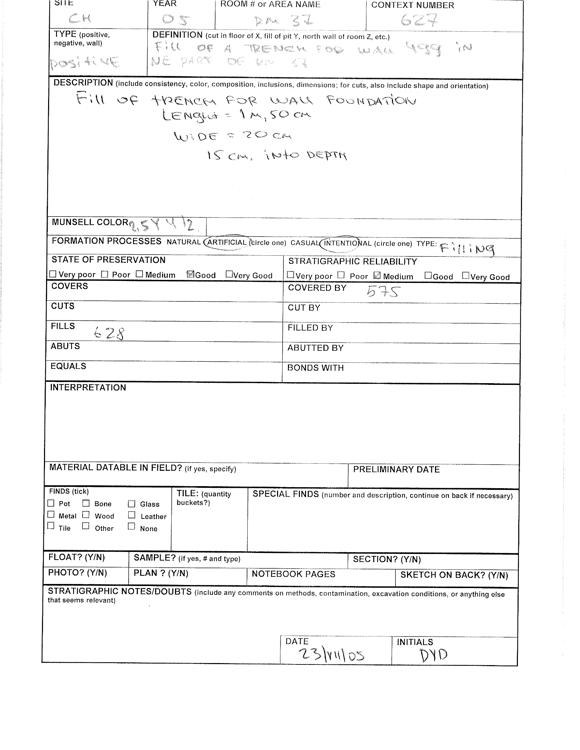 SITE YEAR ROOM # or AREA NAME CONTEXT NUMBER
CH 05 RM 37 627
TYPE (positive, negative, wall) DEFINITION (cut in floor of X, fill of pit Y, north wall of room Z, etc.)
positive Fill OF A TRENCH FOR WALL 499 IN
NE PART OF RM 37
DESCRIPTION (include consistency, color, composition, inclusions, dimensions; for cuts, also include shape and orientation)
Fill OF TRENCH FOR WALL FOUNDATION
LENGHT = 1 M, 50 CM
WIDE = 20 CM
15 CM. INTO DEPTH
MUNSELL COLOR 2,5Y 4/2
FORMATION PROCESSES NATURAL ARTIFICIAL (circle one) CASUAL INTENTIONAL (circle one) TYPE: FilliNG
STATE OF PRESERVATION STRATIGRAPHIC RELIABILITY
☐Very poor ☐ Poor ☐Medium ☑Good ☐Very Good ☐Very poor ☐ Poor ☑Medium ☐Good ☐Very Good
COVERS COVERED BY 575
CUTS CUT BY
FILLS 628 FILLED BY
ABUTS ABUTTED BY
EQUALS BONDS WITH
INTERPRETATION
MATERIAL DATABLE IN FIELD? (if yes, specify) PRELIMINARY DATE
FINDS (tick) TILE: (quantity buckets?) SPECIAL FINDS (number and description, continue on back if necessary)
☐ Pot ☐ Bone ☐ Glass
☐ Metal ☐ Wood ☐ Leather
☐ Tile ☐ Other ☐ None
FLOAT? (Y/N) SAMPLE? (if yes, # and type) SECTION? (Y/N)
PHOTO? (Y/N) PLAN ? (Y/N) NOTEBOOK PAGES SKETCH ON BACK? (Y/N)
STRATIGRAPHIC NOTES/DOUBTS (include any comments on methods, contamination, excavation conditions, or anything else
that seems relevant)
DATE INITIALS
23/VII/05 DYD